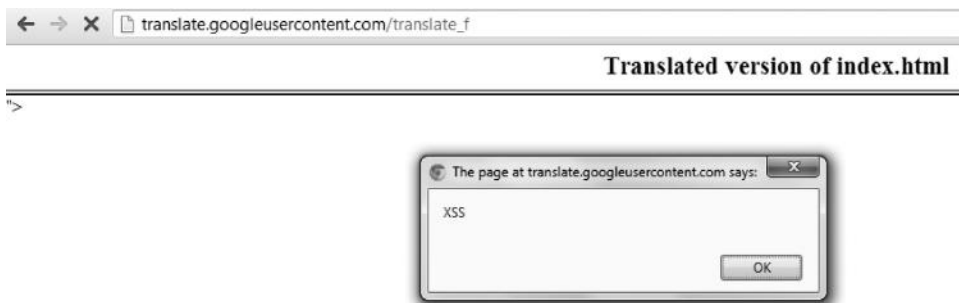 translate.googleusercontent.com/translate_f
Translated version of index.html
">
The page at translate.googleusercontent.com says:
XSS
OK